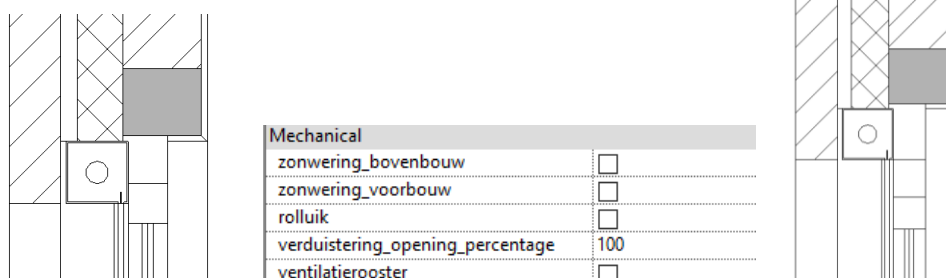 Mechanical
zonwering_bovenbouw
zonwering_voorbouw
rolluik
verduistering_opening_percentage 100
ventilatierooster